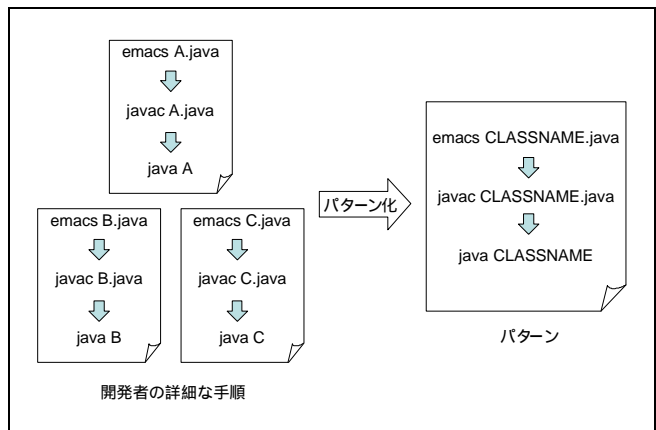 emacs A.java
javac A.java
java A
emacs B.java
javac B.java
java B
emacs C.java
javac C.java
java C
開発者の詳細な手順
パターン化
emacs CLASSNAME.java
javac CLASSNAME.java
java CLASSNAME
パターン